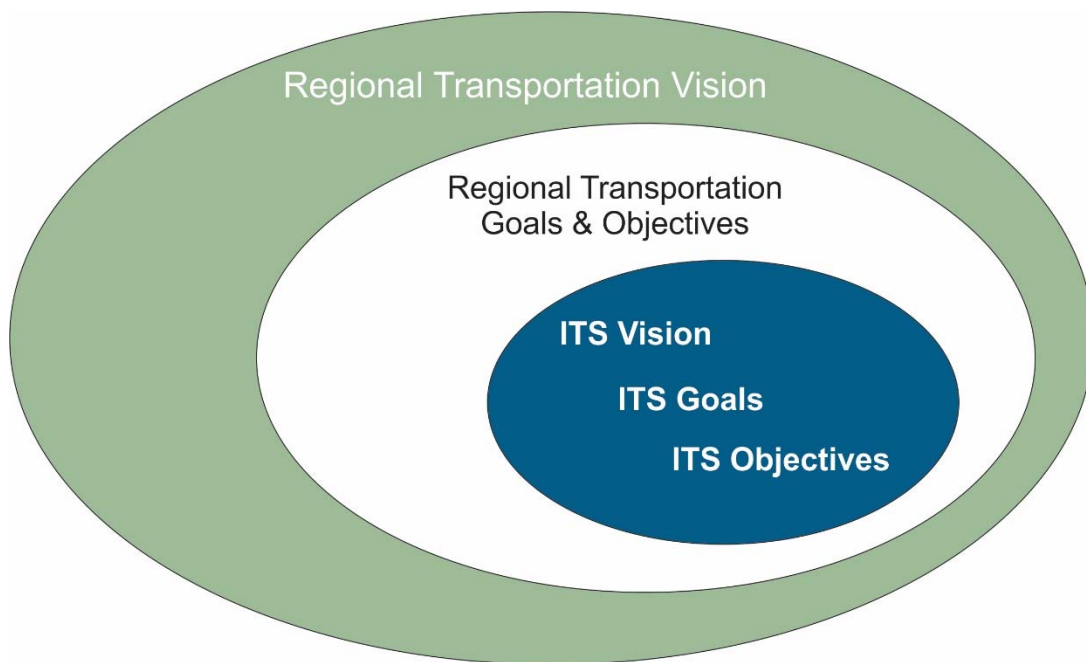 Regional Transportation Vision
Regional Transportation
Goals & Objectives
ITS Vision
ITS Goals
ITS Objectives